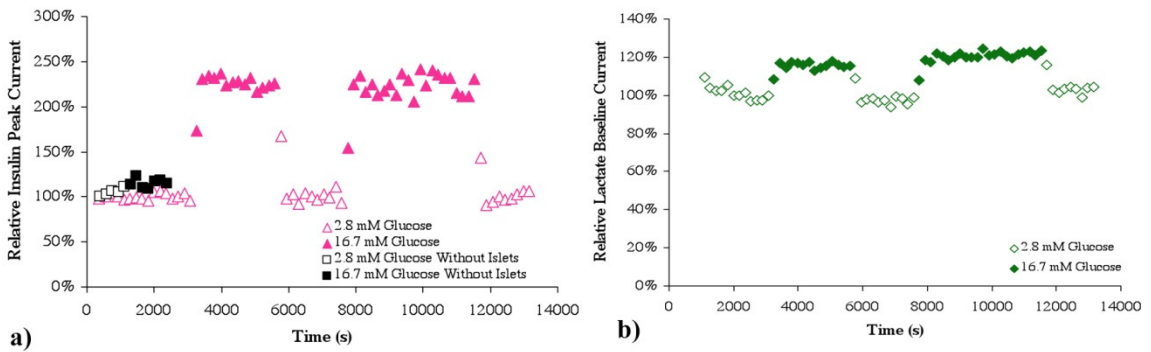 300%
250%
200%
150%
100%
50%
0%
Relative Insulin Peak Current
2.8 mM Glucose
16.7 mM Glucose
2.8 mM Glucose Without Islets
16.7 mM Glucose Without Islets
0 2000 4000 6000 8000 10000 12000 14000
Time (s)
a)
140%
120%
100%
80%
60%
40%
20%
0%
Relative Lactate Baseline Current
2.8 mM Glucose
16.7 mM Glucose
0 2000 4000 6000 8000 10000 12000 14000
Time (s)
b)